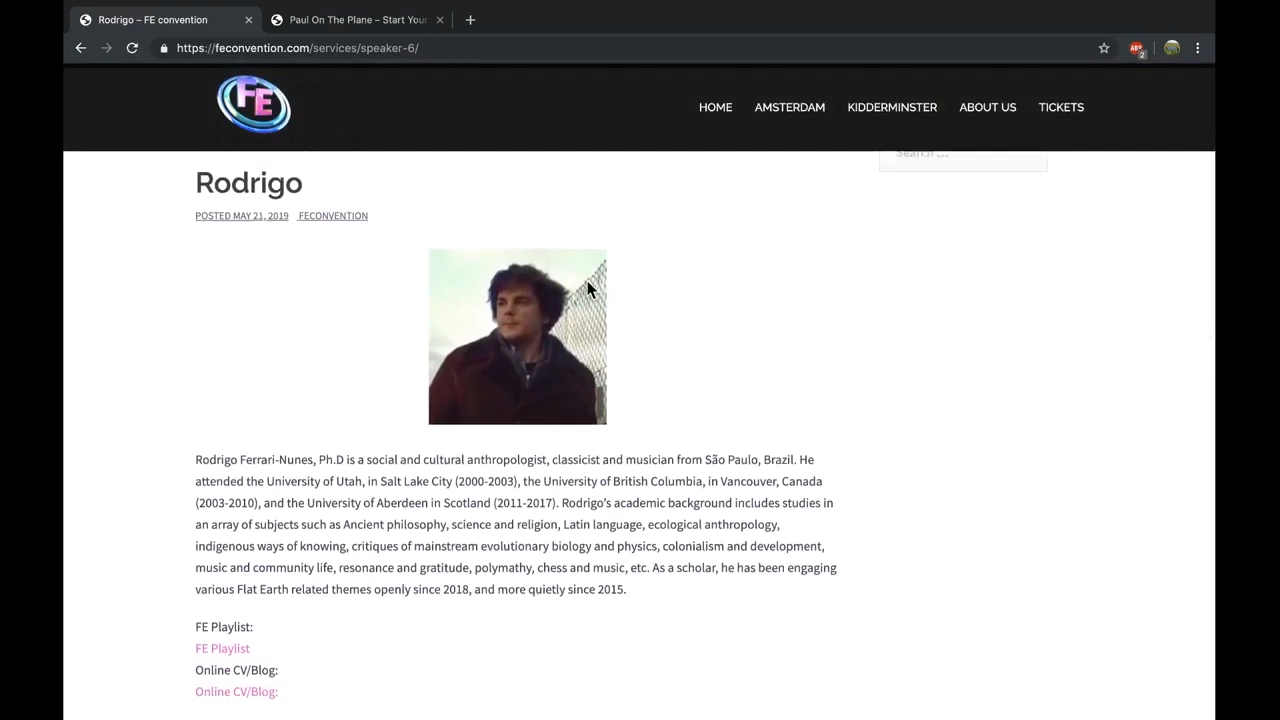 Rodrigo – FE convention
Paul On The Plane – Start Your
https://feconvention.com/services/speaker-6/
ABP
2
FE
HOME
AMSTERDAM
KIDDERMINSTER
ABOUT US
TICKETS
Search …
Rodrigo
POSTED MAY 21, 2019 FECONVENTION
Rodrigo Ferrari-Nunes, Ph.D is a social and cultural anthropologist, classicist and musician from São Paulo, Brazil. He
attended the University of Utah, in Salt Lake City (2000-2003), the University of British Columbia, in Vancouver, Canada
(2003-2010), and the University of Aberdeen in Scotland (2011-2017). Rodrigo’s academic background includes studies in
an array of subjects such as Ancient philosophy, science and religion, Latin language, ecological anthropology,
indigenous ways of knowing, critiques of mainstream evolutionary biology and physics, colonialism and development,
music and community life, resonance and gratitude, polymathy, chess and music, etc. As a scholar, he has been engaging
various Flat Earth related themes openly since 2018, and more quietly since 2015.
FE Playlist:
FE Playlist
Online CV/Blog:
Online CV/Blog: